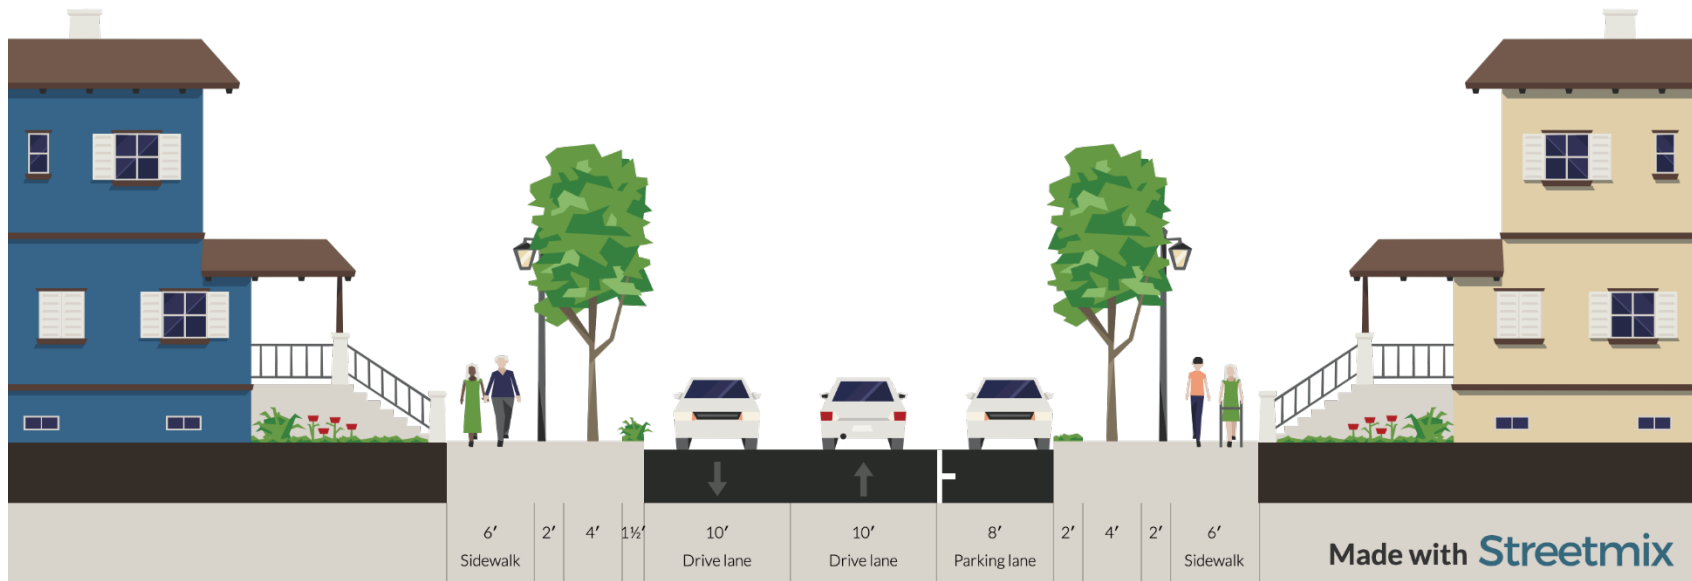 6′
Sidewalk
2′
4′
1½′
10′
Drive lane
10′
Drive lane
8′
Parking lane
2′
4′
2′
6′
Sidewalk
Made with Streetmix